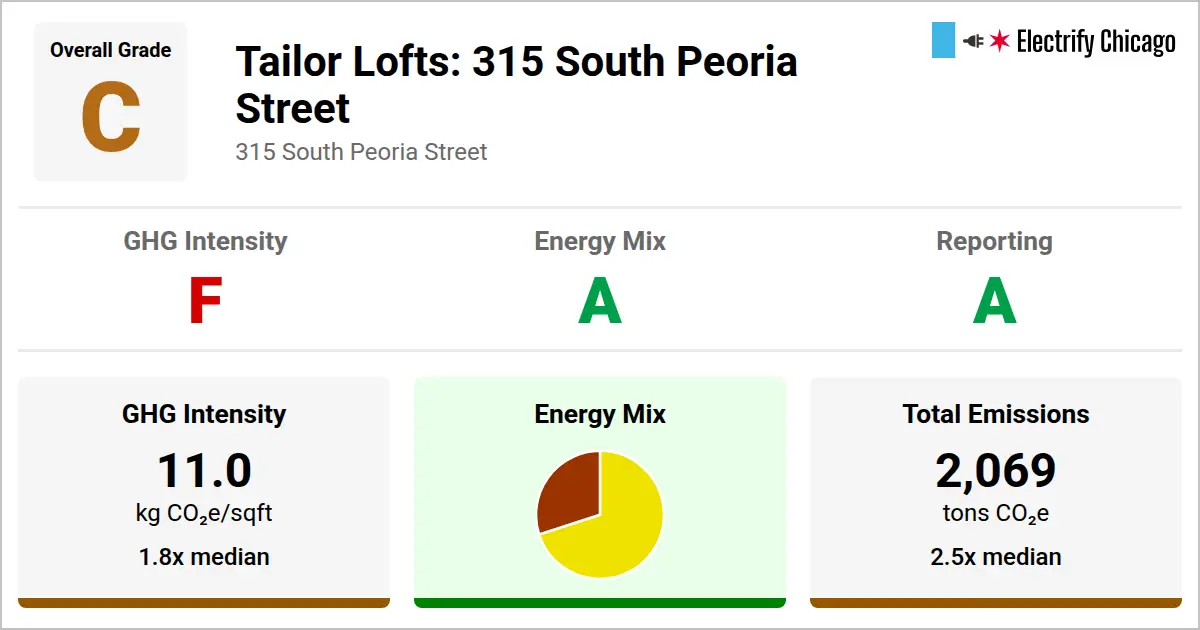 Overall Grade
C
Tailor Lofts: 315 South Peoria
Street
315 South Peoria Street
Electrify Chicago
GHG Intensity
F
Energy Mix
A
Reporting
A
GHG Intensity
11.0
kg CO₂e/sqft
1.8x median
Energy Mix
Total Emissions
2,069
tons CO₂e
2.5x median